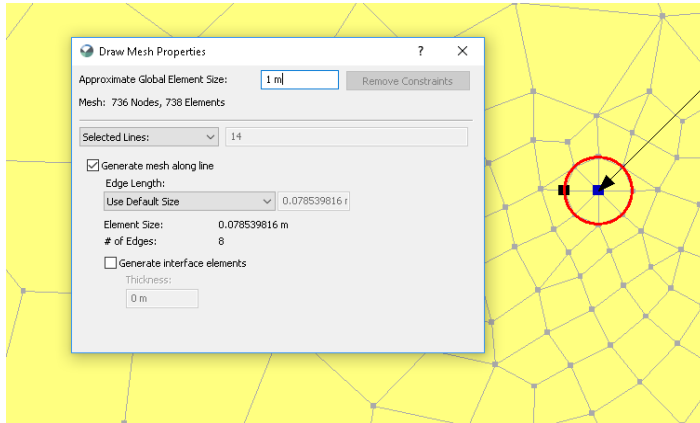 Draw Mesh Properties
?
Approximate Global Element Size: 1 m Remove Constraints
Mesh: 736 Nodes, 738 Elements
Selected Lines: 14
Generate mesh along line
Edge Length:
Use Default Size 0.078539816 r
Element Size: 0.078539816 m
# of Edges: 8
Generate interface elements
Thickness:
0 m